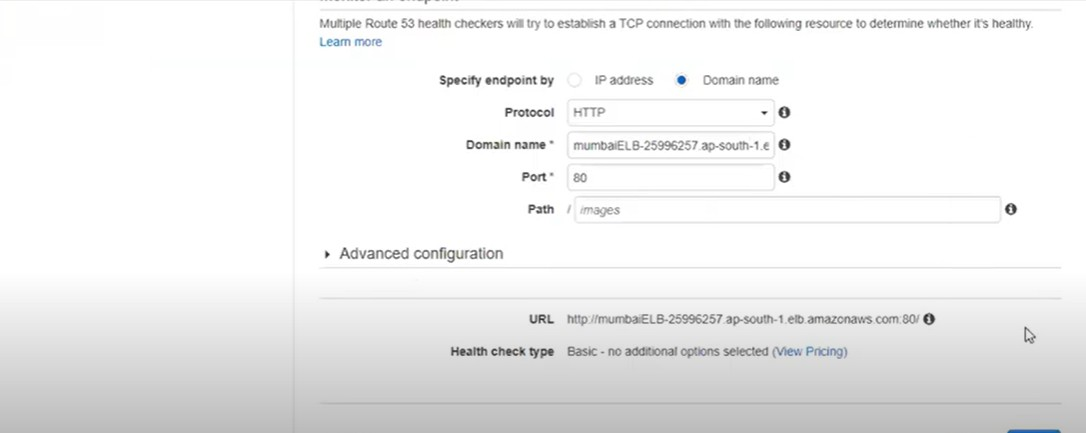 Monitor an endpoint
Multiple Route 53 health checkers will try to establish a TCP connection with the following resource to determine whether it's healthy.
Learn more
Specify endpoint by IP address Domain name
Protocol HTTP
Domain name * mumbaiELB-25996257.ap-south-1.e
Port * 80
Path / images
Advanced configuration
URL http://mumbaiELB-25996257.ap-south-1.elb.amazonaws.com:80/
Health check type Basic - no additional options selected (View Pricing)